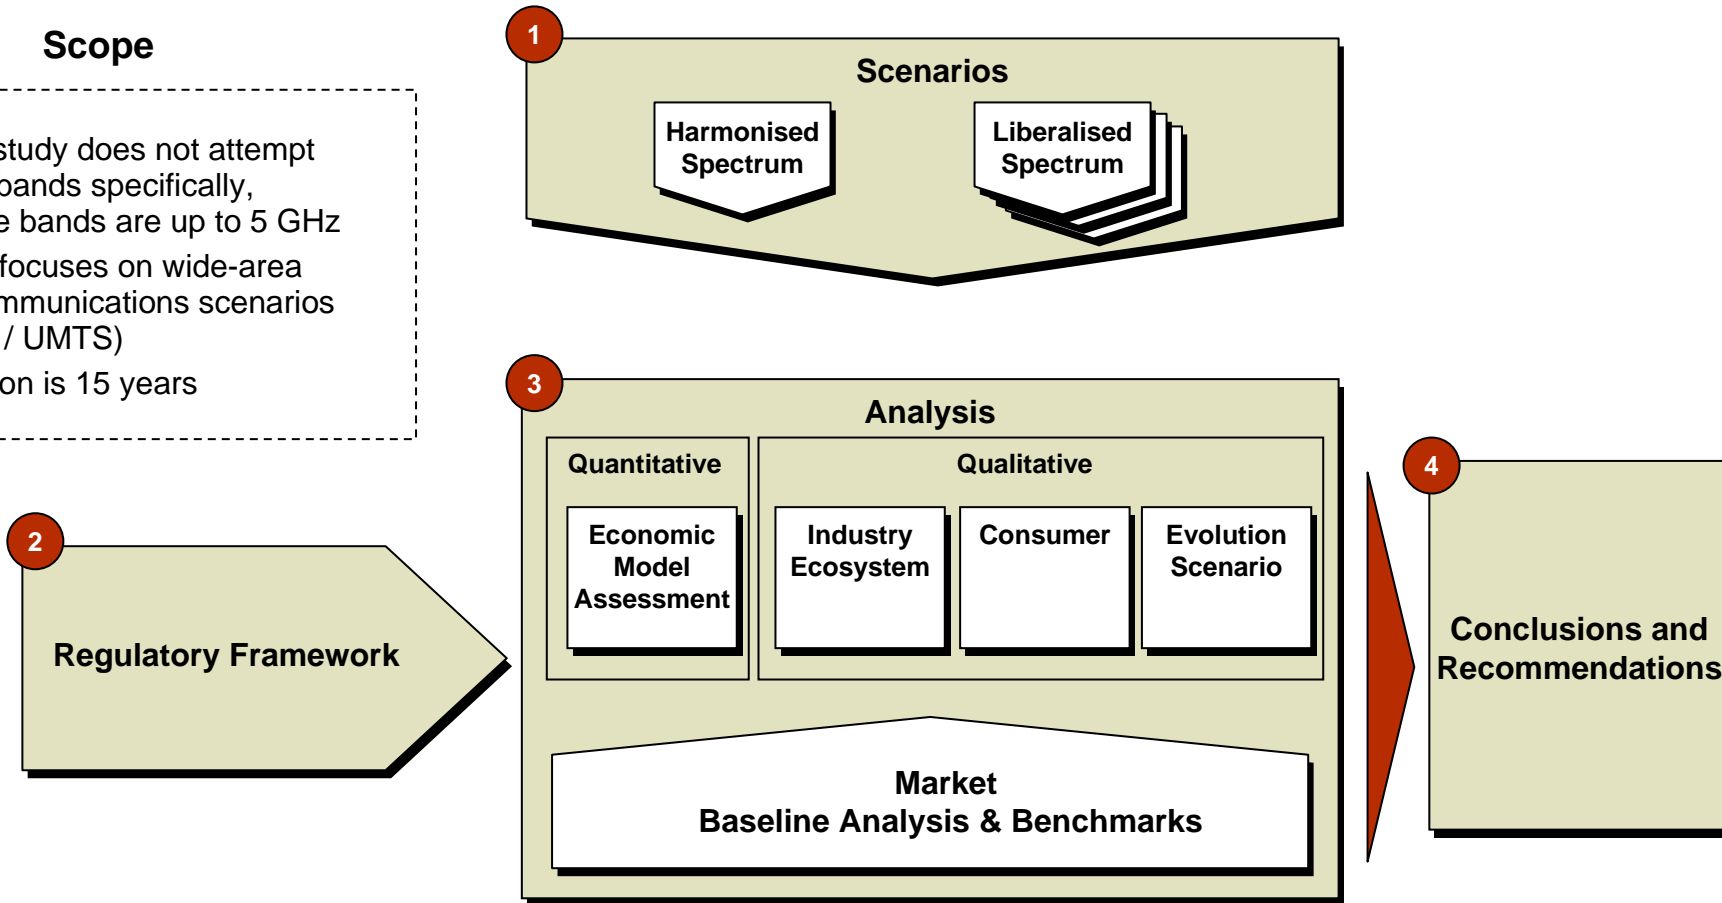 Scope
study does not attempt
bands specifically,
e bands are up to 5 GHz
focuses on wide-area
mmunications scenarios
/ UMTS)
on is 15 years
1
Scenarios
Harmonised
Spectrum
Liberalised
Spectrum
2
Regulatory Framework
3
Analysis
Quantitative
Economic
Model
Assessment
Qualitative
Industry
Ecosystem
Consumer
Evolution
Scenario
Market
Baseline Analysis & Benchmarks
4
Conclusions and
Recommendations